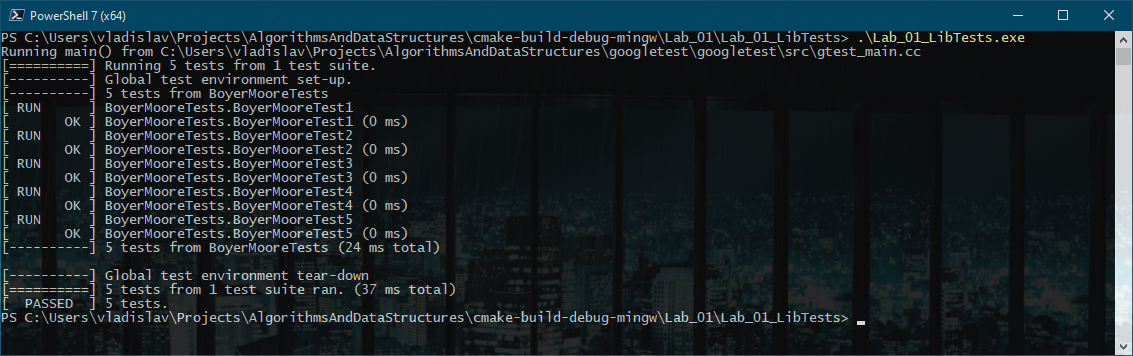 PowerShell 7 (x64)
PS C:\Users\vladislav\Projects\AlgorithmsAndDataStructures\cmake-build-debug-mingw\Lab_01\Lab_01_LibTests> .\Lab_01_LibTests.exe
Running main() from C:\Users\vladislav\Projects\AlgorithmsAndDataStructures\googletest\googletest\src\gtest_main.cc
[==========] Running 5 tests from 1 test suite.
[----------] Global test environment set-up.
[----------] 5 tests from BoyerMooreTests
[ RUN      ] BoyerMooreTests.BoyerMooreTest1
[       OK ] BoyerMooreTests.BoyerMooreTest1 (0 ms)
[ RUN      ] BoyerMooreTests.BoyerMooreTest2
[       OK ] BoyerMooreTests.BoyerMooreTest2 (0 ms)
[ RUN      ] BoyerMooreTests.BoyerMooreTest3
[       OK ] BoyerMooreTests.BoyerMooreTest3 (0 ms)
[ RUN      ] BoyerMooreTests.BoyerMooreTest4
[       OK ] BoyerMooreTests.BoyerMooreTest4 (0 ms)
[ RUN      ] BoyerMooreTests.BoyerMooreTest5
[       OK ] BoyerMooreTests.BoyerMooreTest5 (0 ms)
[----------] 5 tests from BoyerMooreTests (24 ms total)
[----------] Global test environment tear-down
[==========] 5 tests from 1 test suite ran. (37 ms total)
[  PASSED  ] 5 tests.
PS C:\Users\vladislav\Projects\AlgorithmsAndDataStructures\cmake-build-debug-mingw\Lab_01\Lab_01_LibTests>